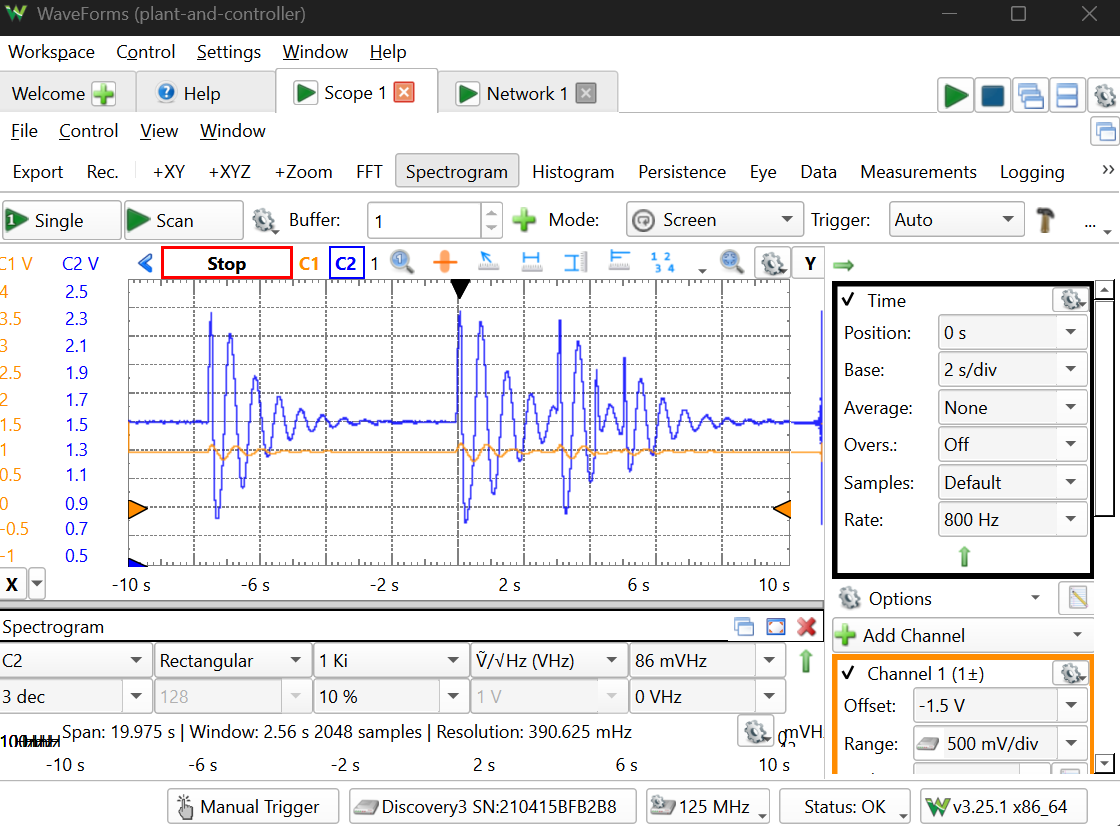 WaveForms (plant-and-controller)
Workspace Control Settings Window Help
Welcome Help Scope 1 Network 1
File Control View Window
Export Rec. +XY +XYZ +Zoom FFT Spectrogram Histogram Persistence Eye Data Measurements Logging »
1 Single Scan Buffer: 1 Mode: Screen Trigger: Auto ...
C1 V C2 V Stop C1 C2 1 1 2 3 4 Y
4 2.5
3.5 2.3
3 2.1
2.5 1.9
2 1.7
1.5 1.5
1 1.3
0.5 1.1
0 0.9
-0.5 0.7
-1 0.5
X -10 s -6 s -2 s 2 s 6 s 10 s
Time
Position: 0 s
Base: 2 s/div
Average: None
Overs.: Off
Samples: Default
Rate: 800 Hz
Options
Add Channel
Channel 1 (1±)
Offset: -1.5 V
Range: 500 mV/div
Spectrogram
C2 Rectangular 1 Ki Ṽ/√Hz (VHz) 86 mVHz
3 dec 128 10 % 1 V 0 VHz
Span: 19.975 s | Window: 2.56 s 2048 samples | Resolution: 390.625 mHz
-10 s -6 s -2 s 2 s 6 s 10 s
Manual Trigger Discovery3 SN:210415BFB2B8 125 MHz Status: OK v3.25.1 x86_64